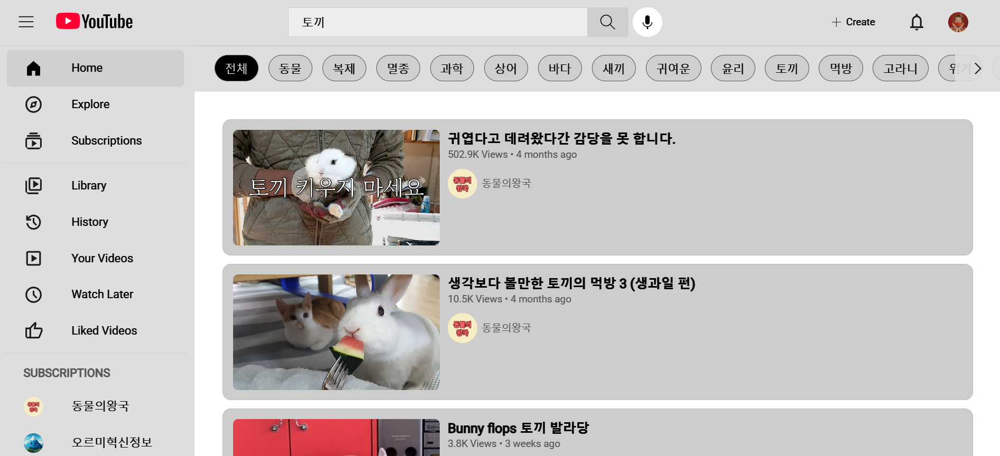 YouTube
토끼
Create
Home
Explore
Subscriptions
Library
History
Your Videos
Watch Later
Liked Videos
SUBSCRIPTIONS
동물의왕국
오르미혁신정보
전체 동물 복제 멸종 과학 상어 바다 새끼 귀여운 윤리 토끼 먹방 고라니 위기
토끼 키우지 마세요
귀엽다고 데려왔다간 감당을 못 합니다.
502.9K Views • 4 months ago
동물의왕국
동물의왕국
생각보다 볼만한 토끼의 먹방 3 (생과일 편)
10.5K Views • 4 months ago
동물의왕국
동물의왕국
Bunny flops 토끼 발라당
3.8K Views • 3 weeks ago